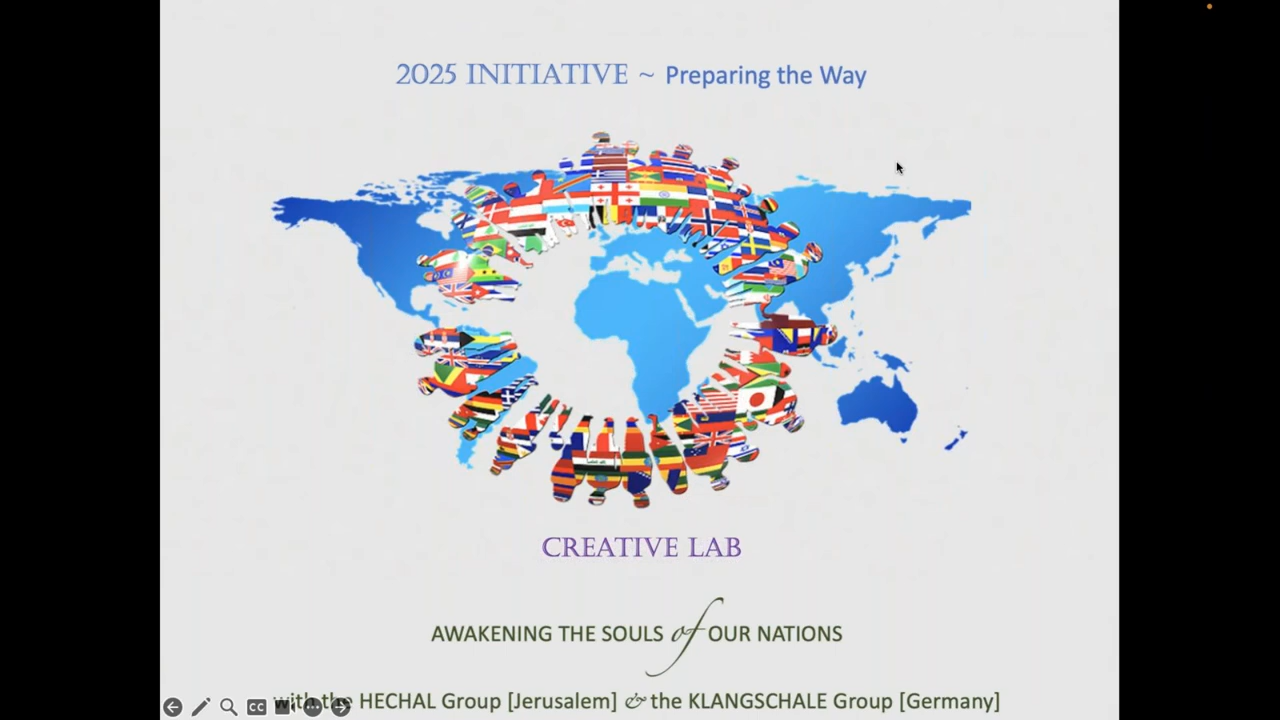 2025 INITIATIVE ~ Preparing the Way
CREATIVE LAB
AWAKENING THE SOULS of OUR NATIONS
with the HECHAL Group [Jerusalem] & the KLANGSCHALE Group [Germany]
CC